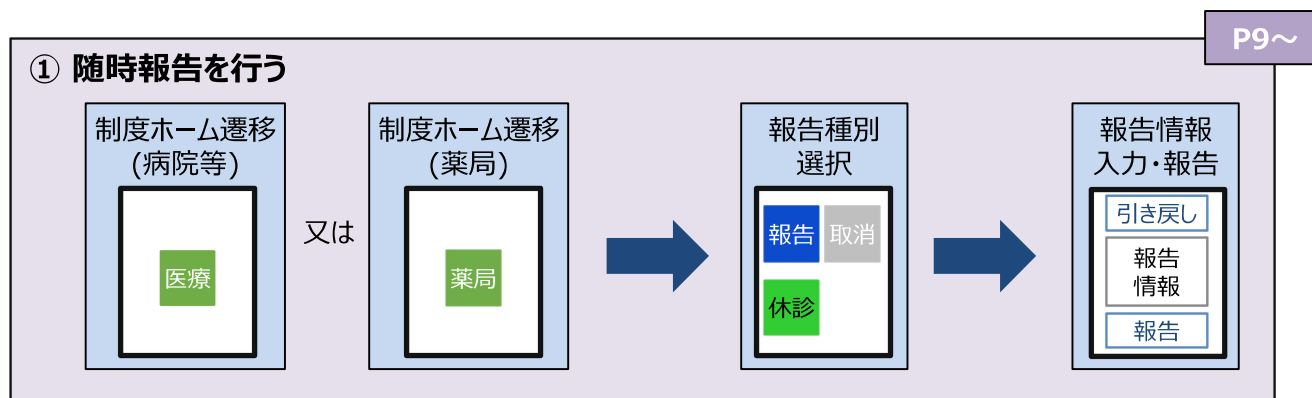 P9～
① 随時報告を行う
制度ホーム遷移
(病院等)
医療
又は
制度ホーム遷移
(薬局)
薬局
報告種別
選択
報告
取消
休診
報告情報
入力・報告
引き戻し
報告
情報
報告